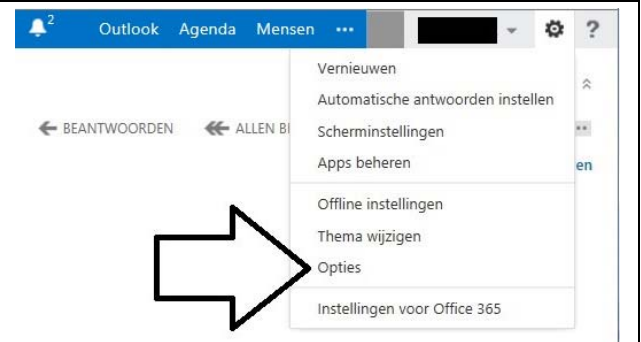 2 Outlook Agenda Mensen ... ?
Vernieuwen
Automatische antwoorden instellen
BEANTWOORDEN ALLEN B Scherminstellingen
Apps beheren en
Offline instellingen
Thema wijzigen
Opties
Instellingen voor Office 365